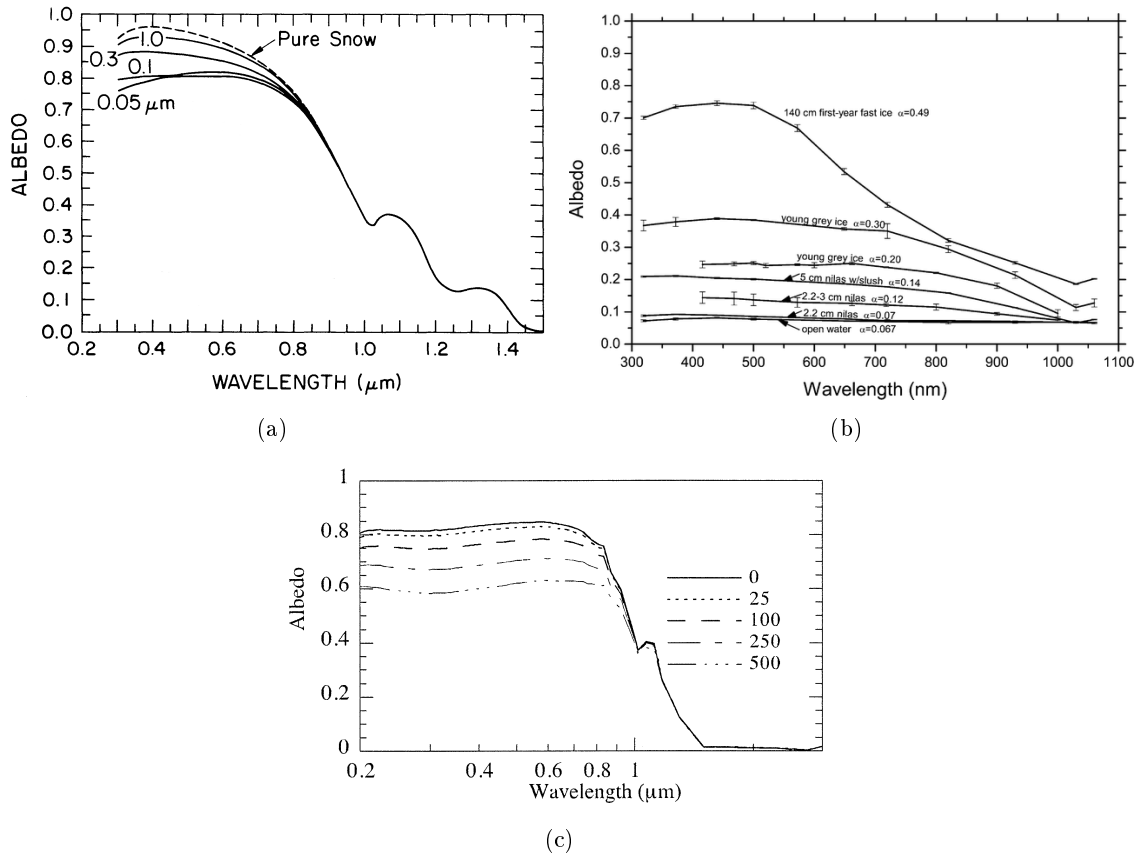 1.0
0.9
0.8
0.7
0.6
0.5
0.4
0.3
0.2
0.1
0.0
ALBEDO
Pure Snow
1.0
0.3
0.1
0.05 μm
0.2 0.4 0.6 0.8 1.0 1.2 1.4
WAVELENGTH (μm)
(a)
1.0
0.9
0.8
0.7
0.6
0.5
0.4
0.3
0.2
0.1
0.0
Albedo
140 cm first-year fast ice α=0.49
young grey ice α=0.30
young grey ice α=0.20
5 cm nilas w/slush α=0.14
2.2-3 cm nilas α=0.12
2.2 cm nilas α=0.07
open water α=0.067
300 400 500 600 700 800 900 1000 1100
Wavelength (nm)
(b)
1
0.8
0.6
0.4
0.2
0
Albedo
0
25
100
250
500
0.2 0.4 0.6 0.8 1
Wavelength (μm)
(c)